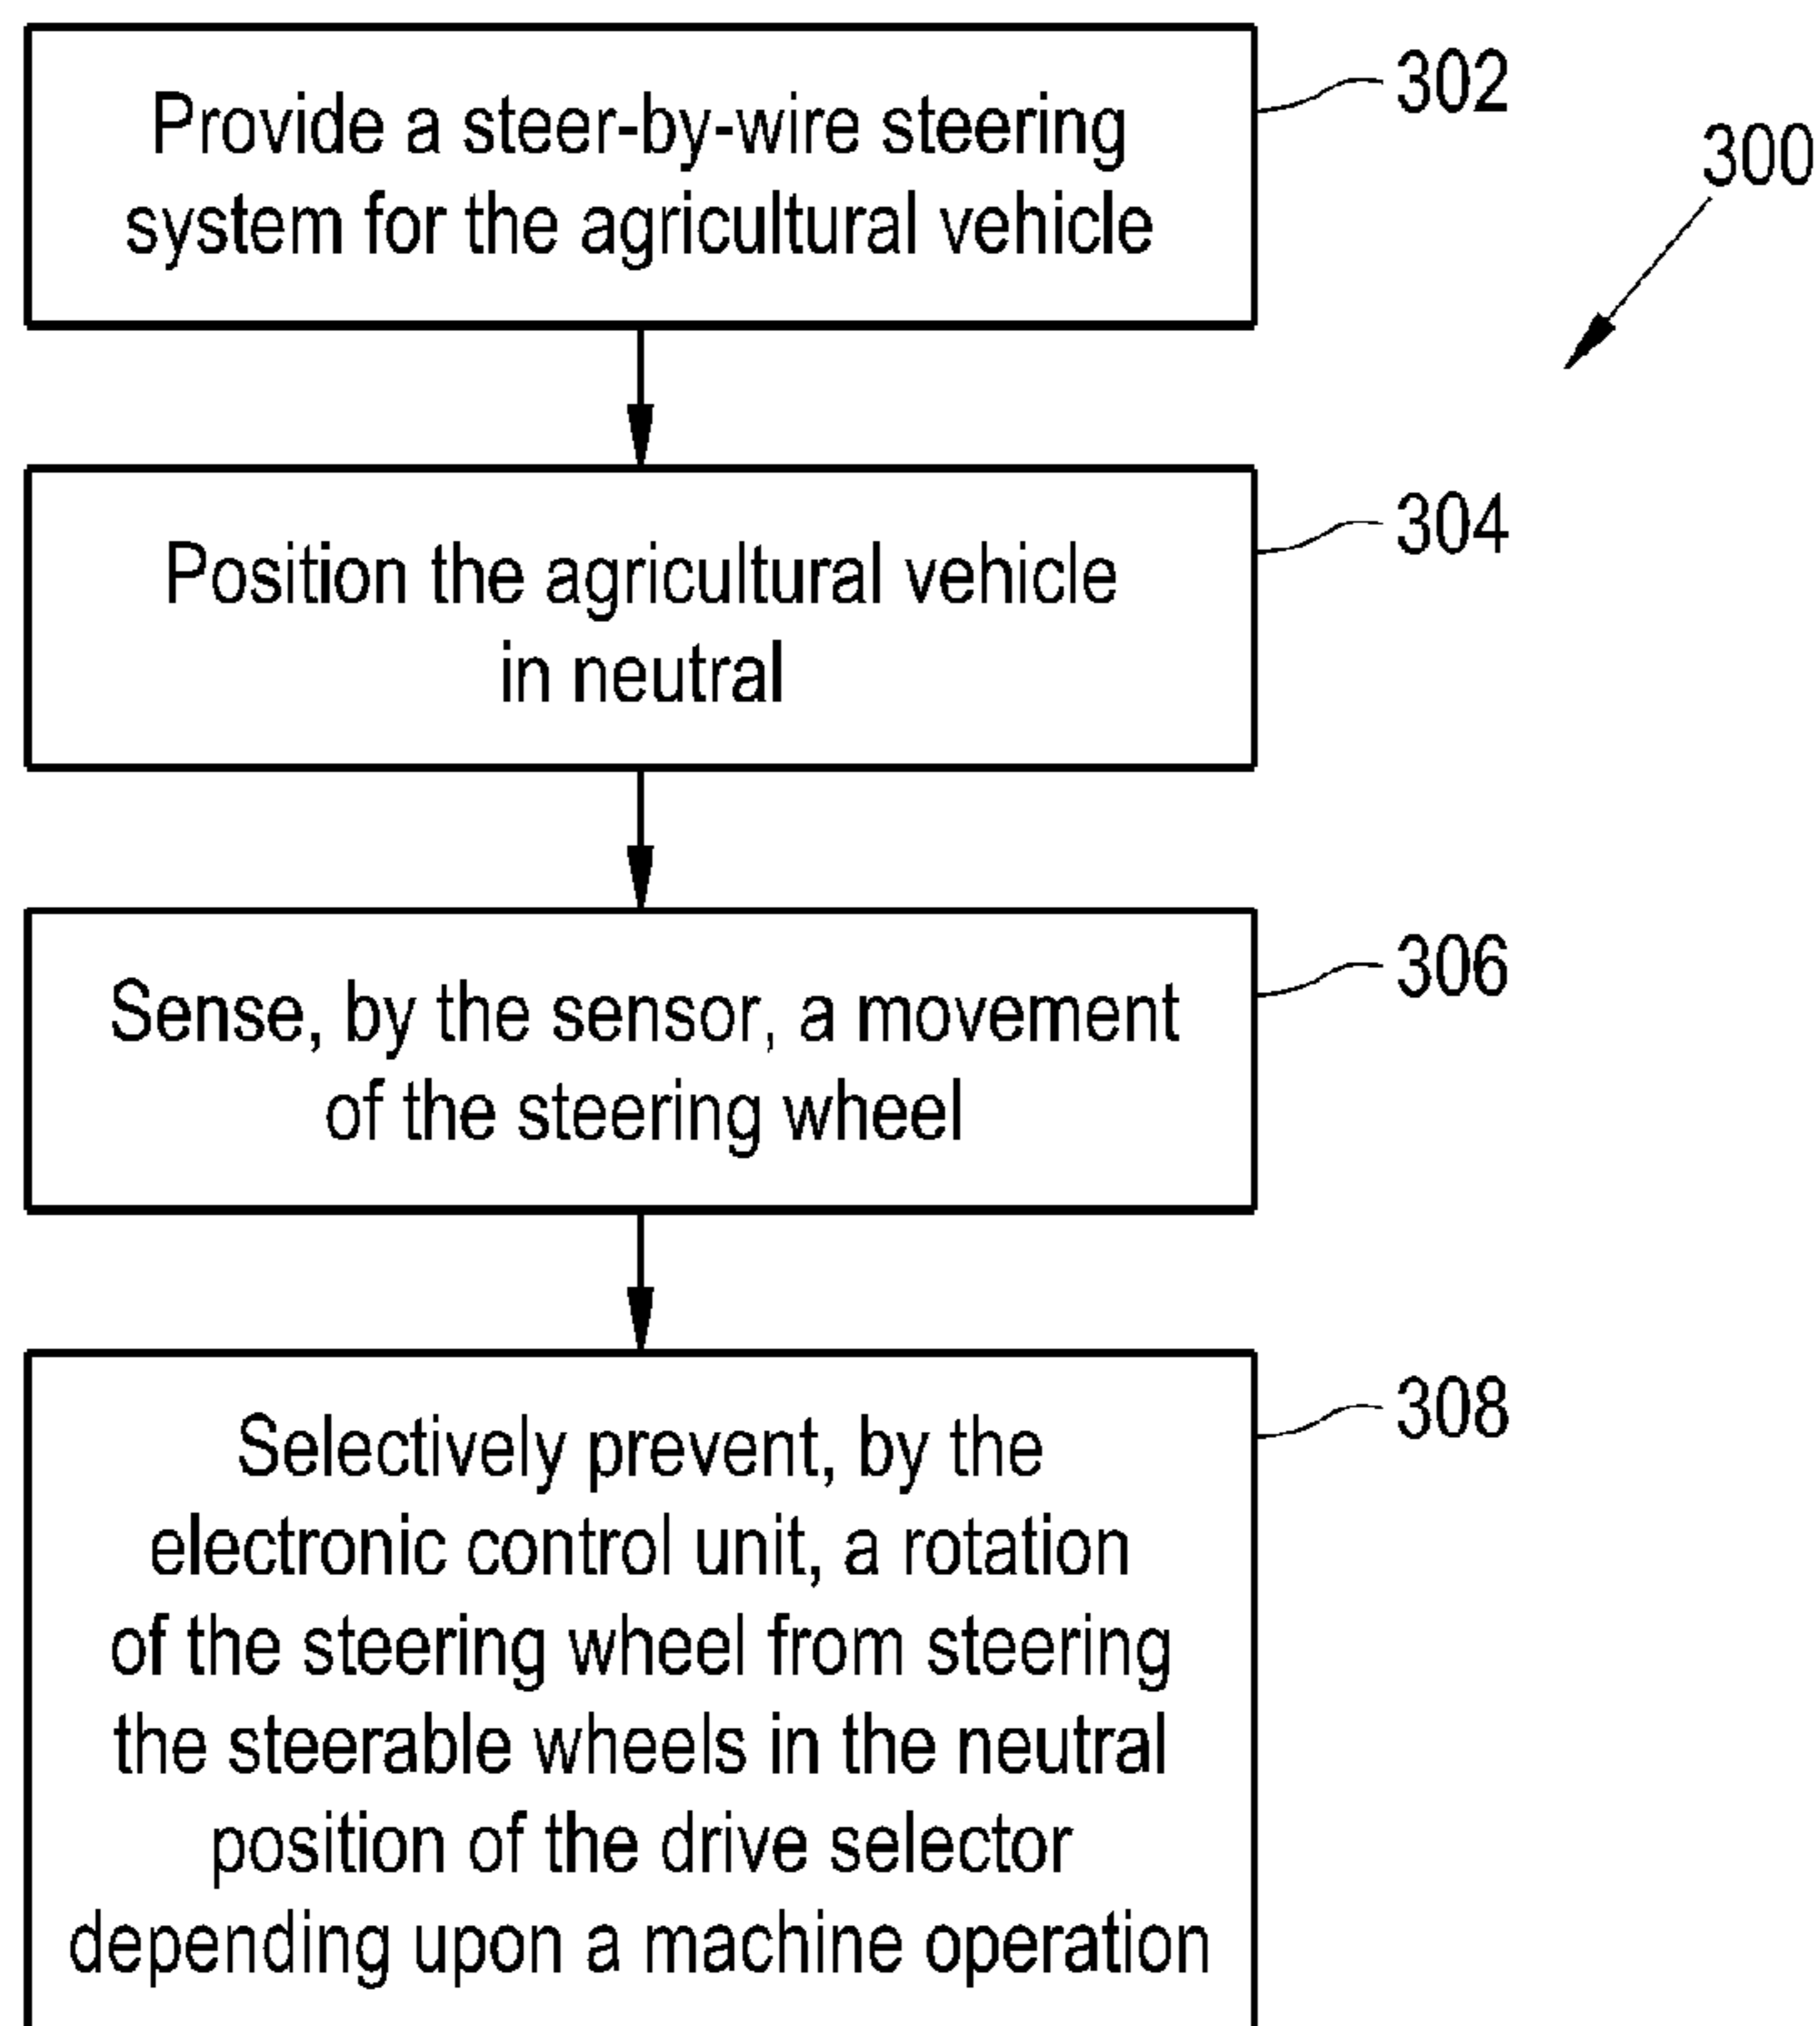 Provide a steer-by-wire steering
system for the agricultural vehicle
302
300
Position the agricultural vehicle
in neutral
304
Sense, by the sensor, a movement
of the steering wheel
306
Selectively prevent, by the
electronic control unit, a rotation
of the steering wheel from steering
the steerable wheels in the neutral
position of the drive selector
depending upon a machine operation
308